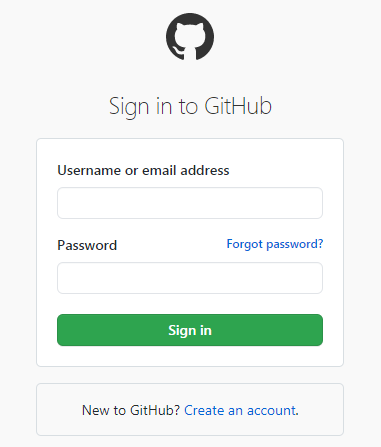 Sign in to GitHub
Username or email address
Password Forgot password?
Sign in
New to GitHub? Create an account.